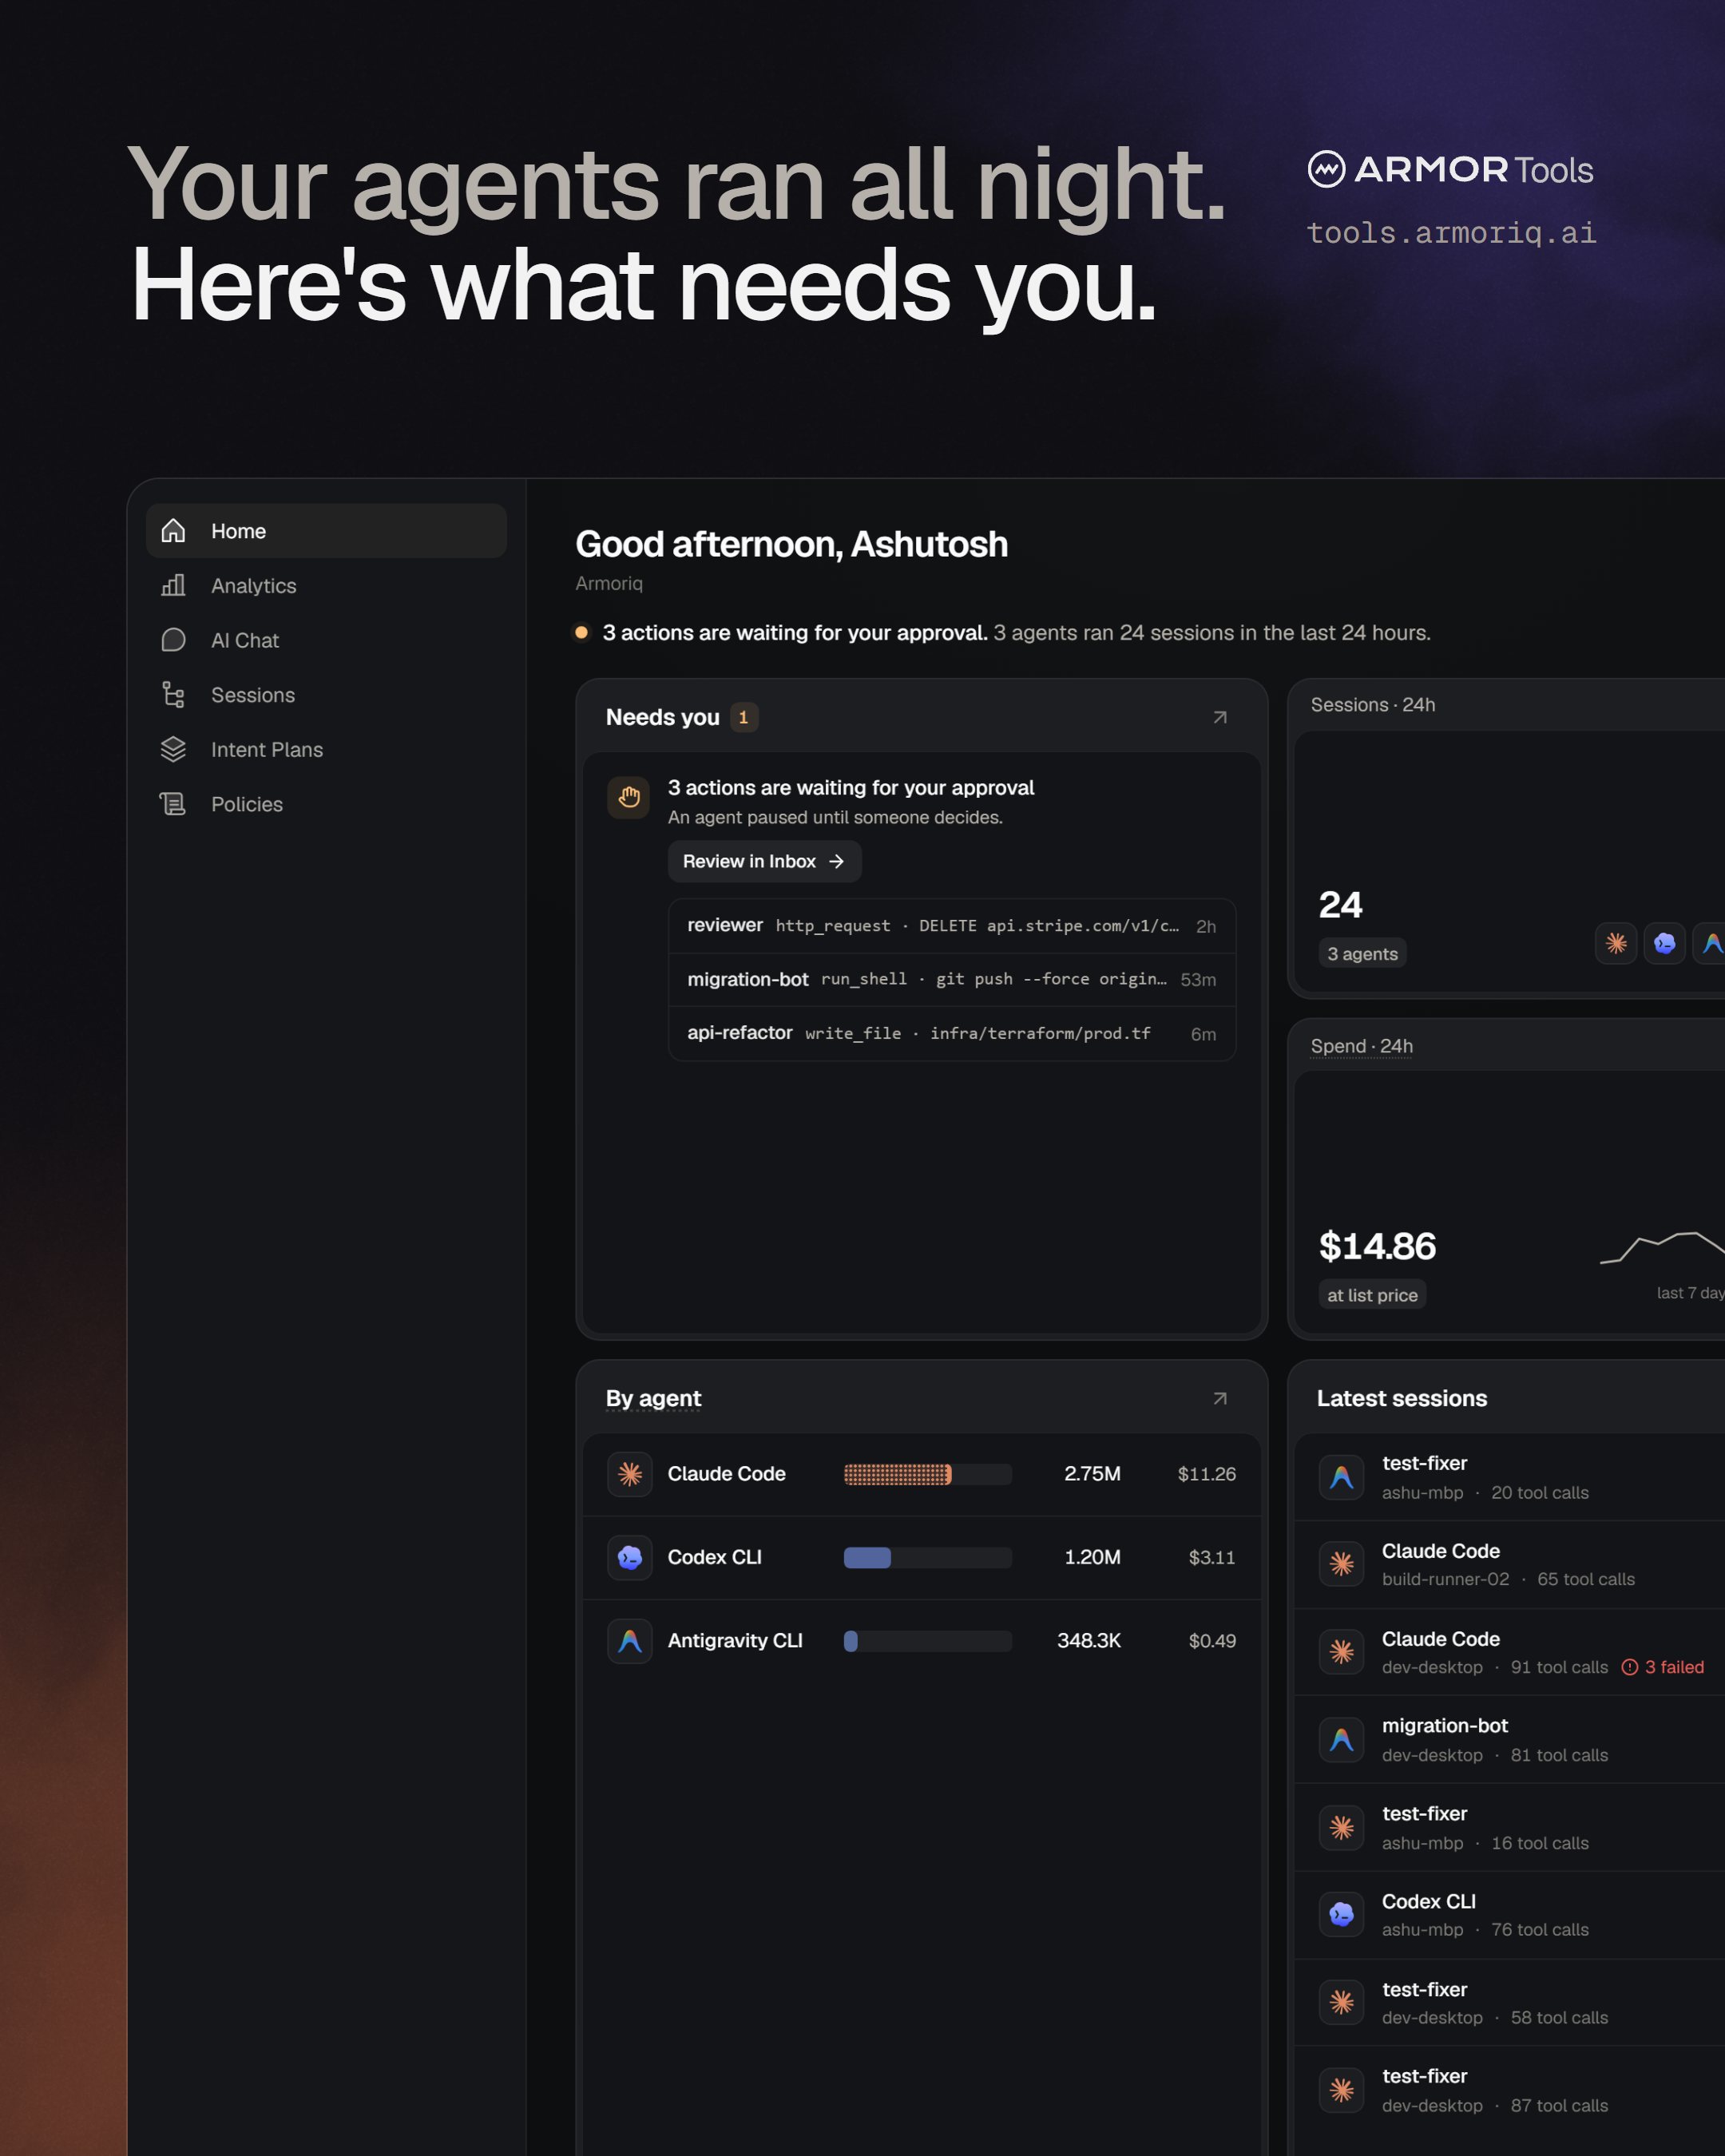 Your agents ran all night.
Here's what needs you.
ARMOR Tools
tools.armoriq.ai
Home
Analytics
AI Chat
Sessions
Intent Plans
Policies
Good afternoon, Ashutosh
Armoriq
3 actions are waiting for your approval. 3 agents ran 24 sessions in the last 24 hours.
Needs you 1
3 actions are waiting for your approval
An agent paused until someone decides.
Review in Inbox →
reviewer http_request · DELETE api.stripe.com/v1/c… 2h
migration-bot run_shell · git push --force origin… 53m
api-refactor write_file · infra/terraform/prod.tf 6m
Sessions · 24h
24
3 agents
Spend · 24h
$14.86
at list price
last 7 day
By agent
Claude Code 2.75M $11.26
Codex CLI 1.20M $3.11
Antigravity CLI 348.3K $0.49
Latest sessions
test-fixer
ashu-mbp · 20 tool calls
Claude Code
build-runner-02 · 65 tool calls
Claude Code
dev-desktop · 91 tool calls 3 failed
migration-bot
dev-desktop · 81 tool calls
test-fixer
ashu-mbp · 16 tool calls
Codex CLI
ashu-mbp · 76 tool calls
test-fixer
dev-desktop · 58 tool calls
test-fixer
dev-desktop · 87 tool calls